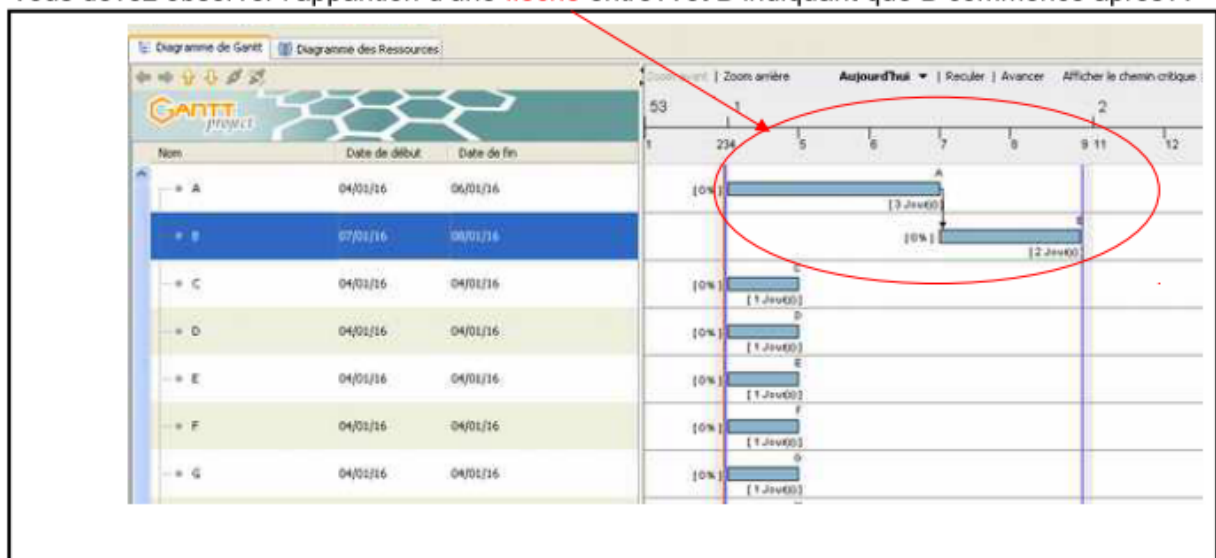 Vous devez observer l'apparition d'une flèche entre A et B indiquant que B commence après A
Diagramme de Gantt Diagramme des Ressources
Zoom arrière Aujourd'hui | Reculer | Avancer Afficher le chemin critique
GANTT
project
53 1 2
1 234 5 6 7 8 9 11 12
Nom Date de début Date de fin
A 04/01/16 06/01/16 [0%] A
[3 Jour(s)]
B 07/01/16 08/01/16 [0%] B
[2 Jour(s)]
C 04/01/16 04/01/16 [0%] C
[1 Jour(s)]
D 04/01/16 04/01/16 [0%] D
[1 Jour(s)]
E 04/01/16 04/01/16 [0%] E
[1 Jour(s)]
F 04/01/16 04/01/16 [0%] F
[1 Jour(s)]
G 04/01/16 04/01/16 [0%] G
[1 Jour(s)]